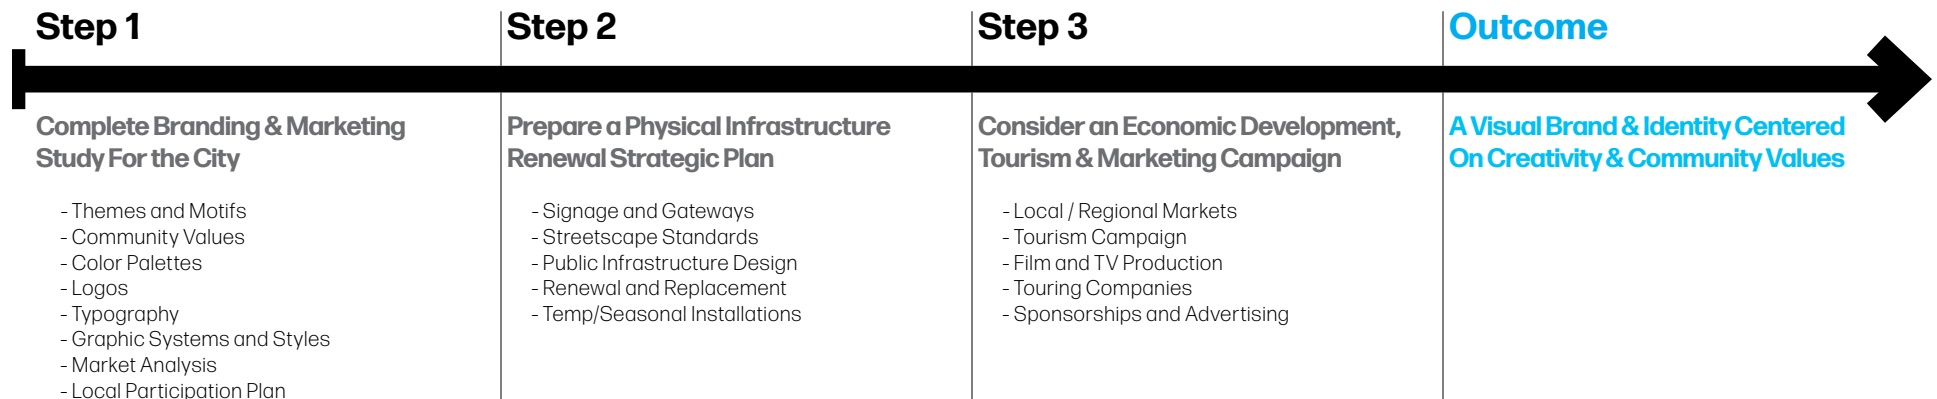 Step 1
Complete Branding & Marketing
Study For the City
- Themes and Motifs
- Community Values
- Color Palettes
- Logos
- Typography
- Graphic Systems and Styles
- Market Analysis
- Local Participation Plan
Step 2
Prepare a Physical Infrastructure
Renewal Strategic Plan
- Signage and Gateways
- Streetscape Standards
- Public Infrastructure Design
- Renewal and Replacement
- Temp/Seasonal Installations
Step 3
Consider an Economic Development,
Tourism & Marketing Campaign
- Local / Regional Markets
- Tourism Campaign
- Film and TV Production
- Touring Companies
- Sponsorships and Advertising
Outcome
A Visual Brand & Identity Centered
On Creativity & Community Values